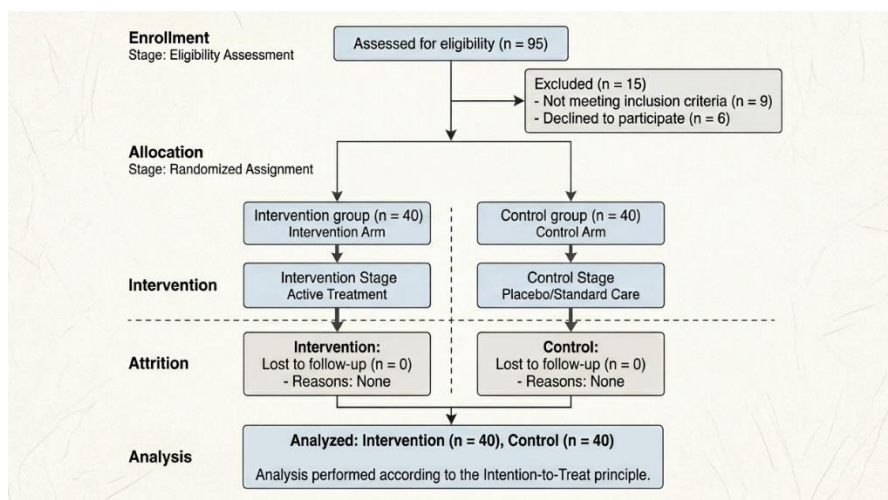 Enrollment
Stage: Eligibility Assessment
Assessed for eligibility (n = 95)
Excluded (n = 15)
- Not meeting inclusion criteria (n = 9)
- Declined to participate (n = 6)
Allocation
Stage: Randomized Assignment
Intervention group (n = 40)
Intervention Arm
Control group (n = 40)
Control Arm
Intervention
Intervention Stage
Active Treatment
Control Stage
Placebo/Standard Care
Attrition
Intervention:
Lost to follow-up (n = 0)
- Reasons: None
Control:
Lost to follow-up (n = 0)
- Reasons: None
Analysis
Analyzed: Intervention (n = 40), Control (n = 40)
Analysis performed according to the Intention-to-Treat principle.